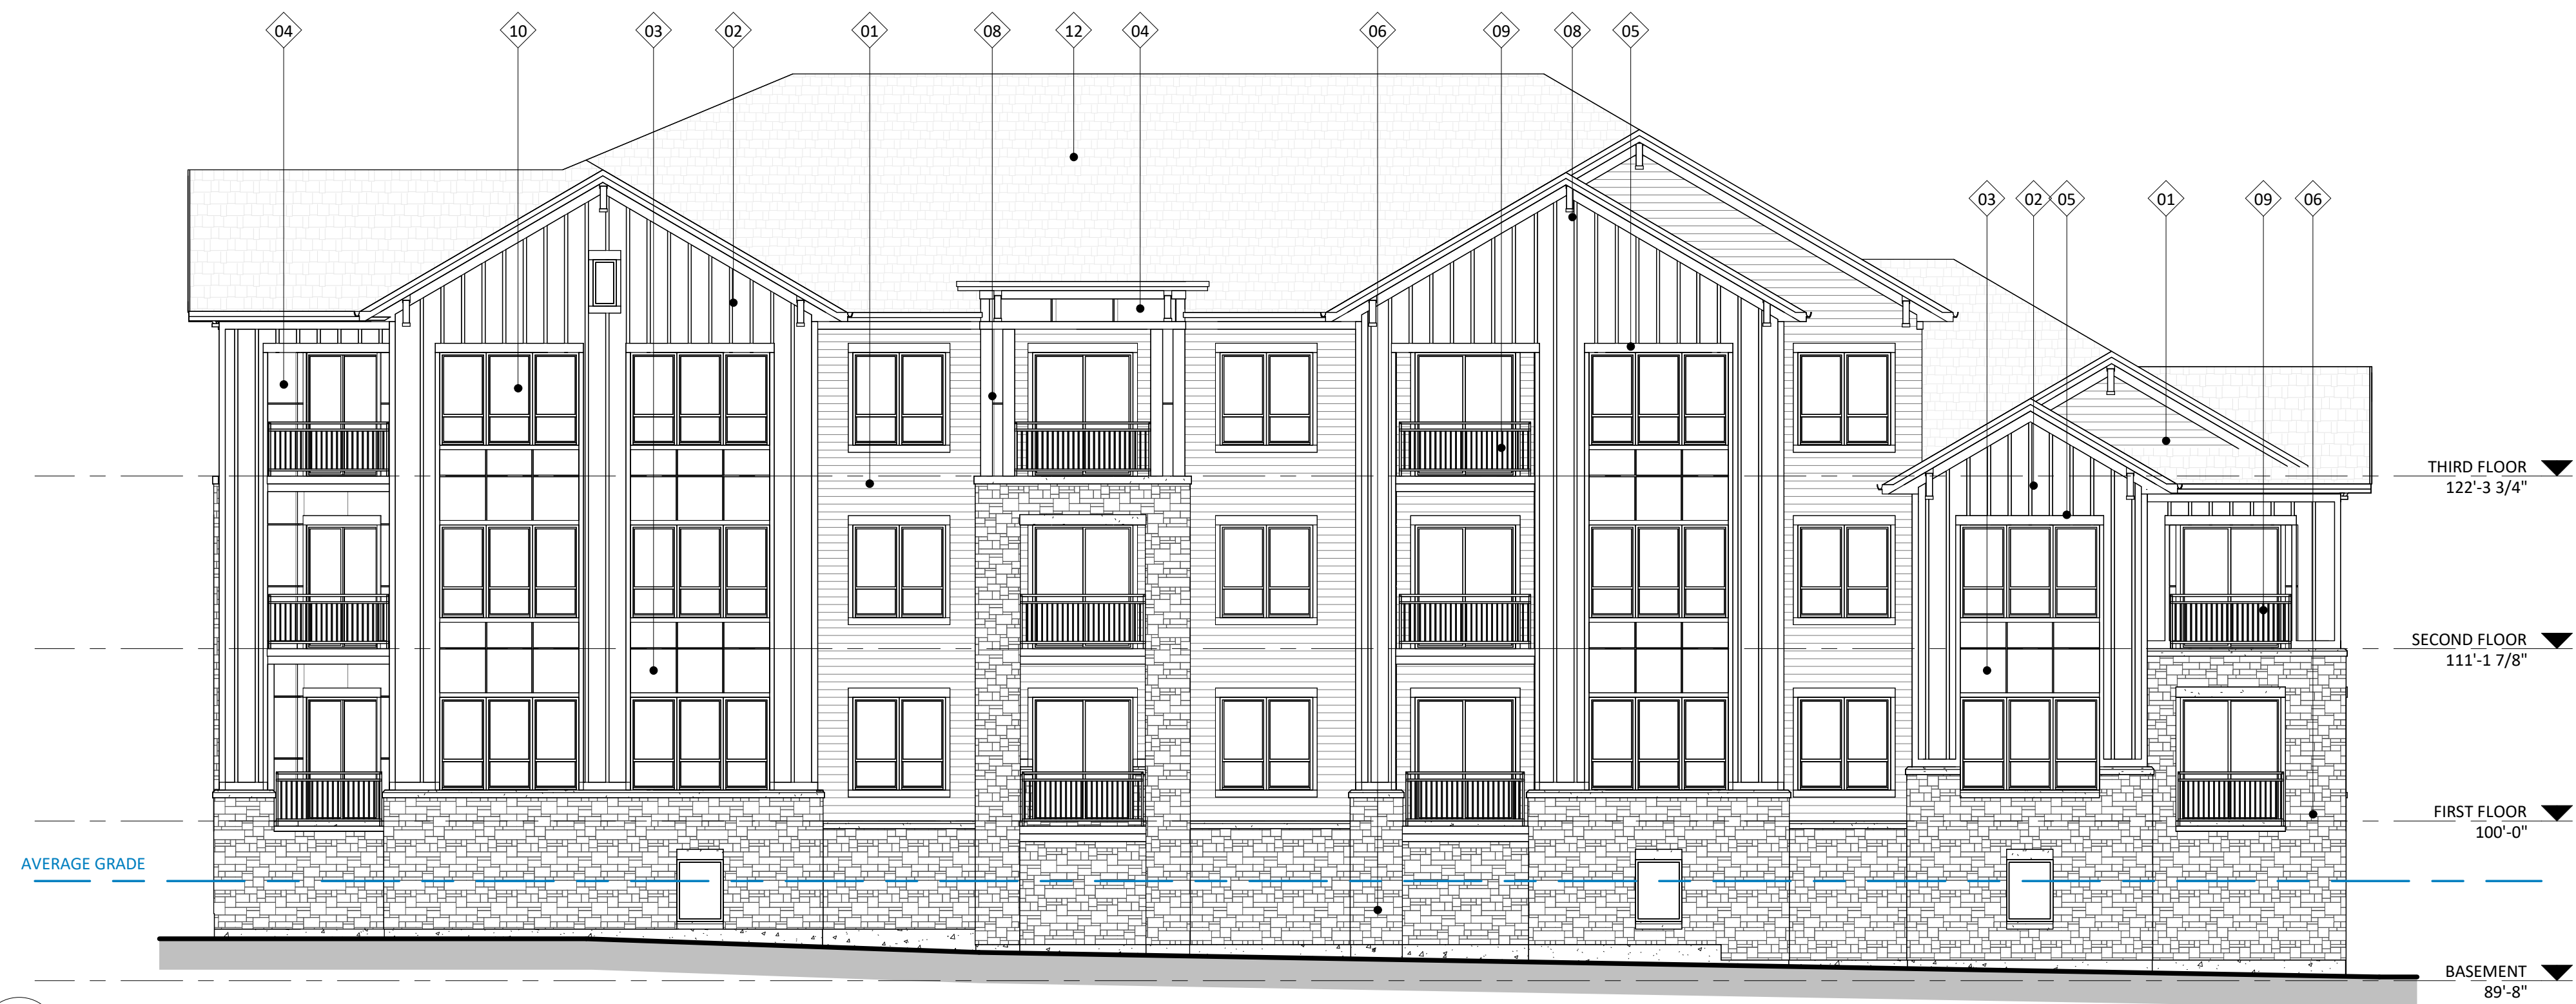 04 10 03 02 01 08 12 04 06 09 08 05
03 02 05 01 09 06
THIRD FLOOR
122'-3 3/4"
SECOND FLOOR
111'-1 7/8"
FIRST FLOOR
100'-0"
AVERAGE GRADE
BASEMENT
89'-8"